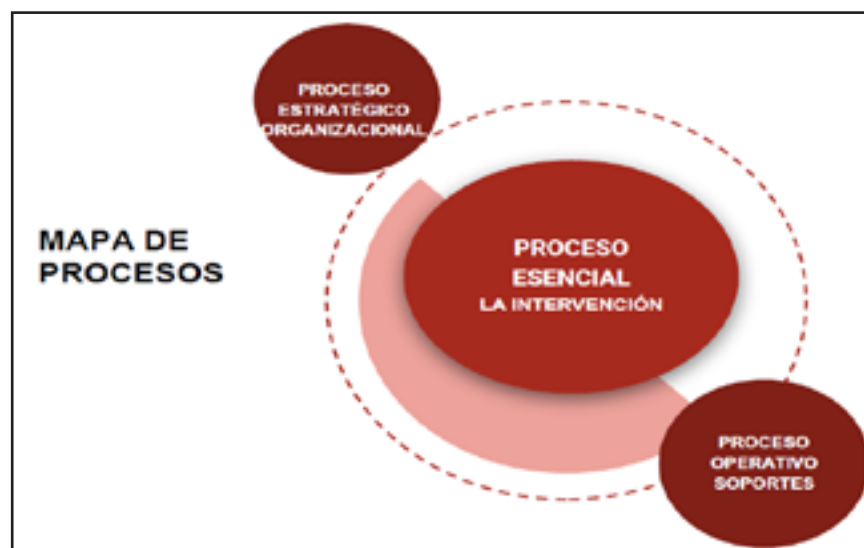 PROCESO
ESTRATÉGICO
ORGANIZACIONAL
MAPA DE
PROCESOS
PROCESO
ESENCIAL
LA INTERVENCIÓN
PROCESO
OPERATIVO
SOPORTES